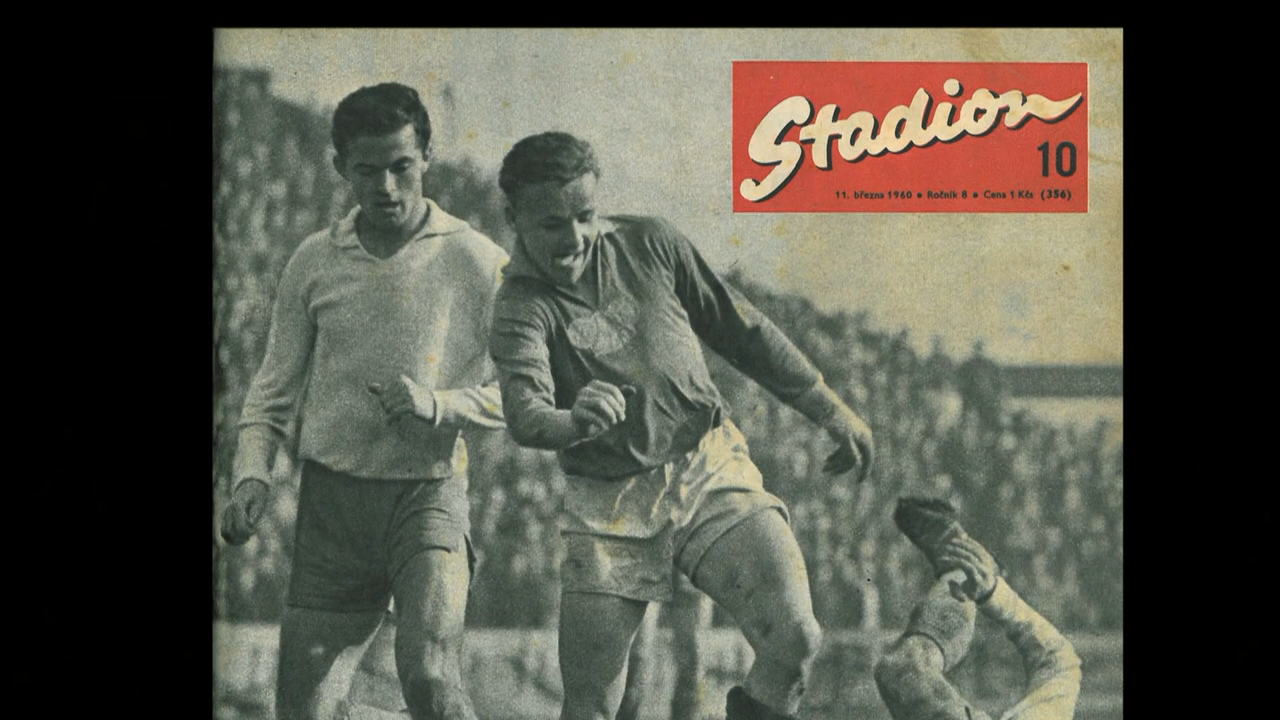 Stadion
10
11. března 1960 • Ročník 8 • Cena 1 Kčs (356)